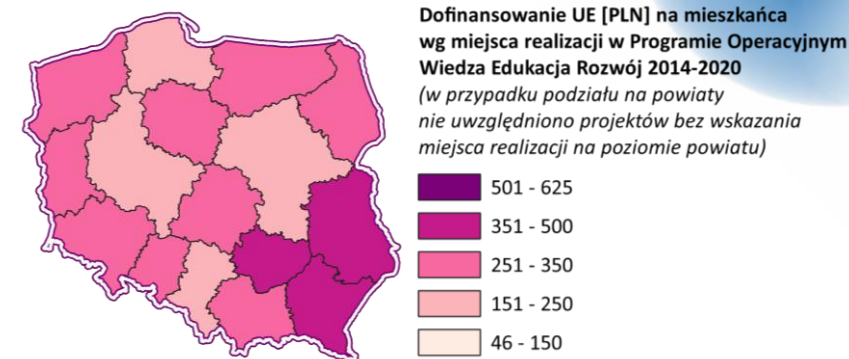 Dofinansowanie UE [PLN] na mieszkańca
wg miejsca realizacji w Programie Operacyjnym
Wiedza Edukacja Rozwój 2014-2020
(w przypadku podziału na powiaty
nie uwzględniono projektów bez wskazania
miejsca realizacji na poziomie powiatu)
501 - 625
351 - 500
251 - 350
151 - 250
46 - 150